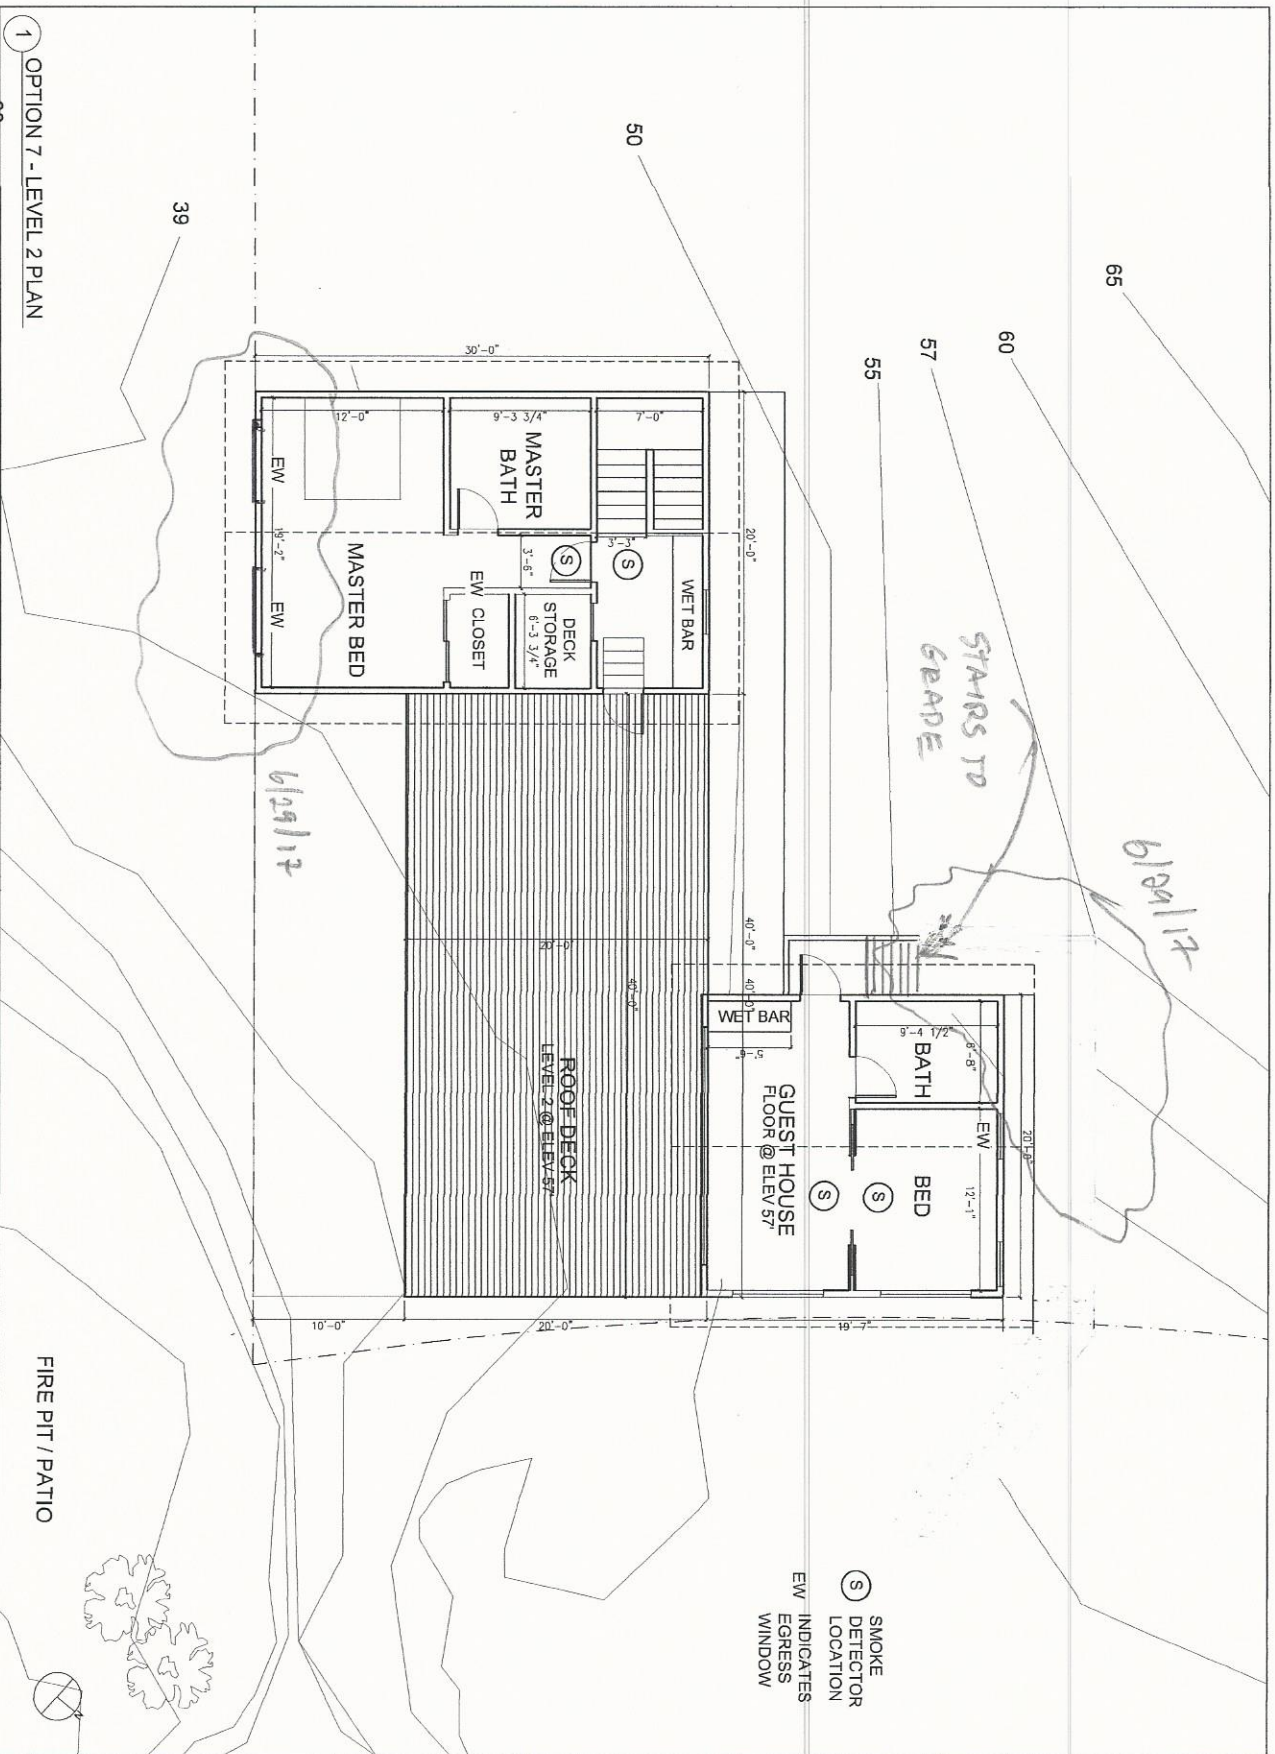 1 OPTION 7 - LEVEL 2 PLAN
39
50
65
60
57
55
30'-0"
12'-0"
9'-3 3/4"
7'-0"
MASTER
BATH
EW
19'-2"
EW
MASTER BED
3'-3"
3'-6"
S
S
20'-0"
WET BAR
EW
CLOSET
DECK
STORAGE
6'-3 3/4"
STAIRS TO
GRADE
6/29/17
6/29/17
40'-0"
40'-0"
40'-0"
20'-0"
ROOF DECK
LEVEL 2 @ ELEV 57'
WET BAR
5'-6"
9'-4 1/2"
BATH
8'-8"
GUEST HOUSE
FLOOR @ ELEV 57'
EW
BED
12'-1"
20'-0"
S
S
10'-0"
20'-0"
19'-7"
FIRE PIT / PATIO
S SMOKE
DETECTOR
LOCATION
EW INDICATES
EGRESS
WINDOW
N